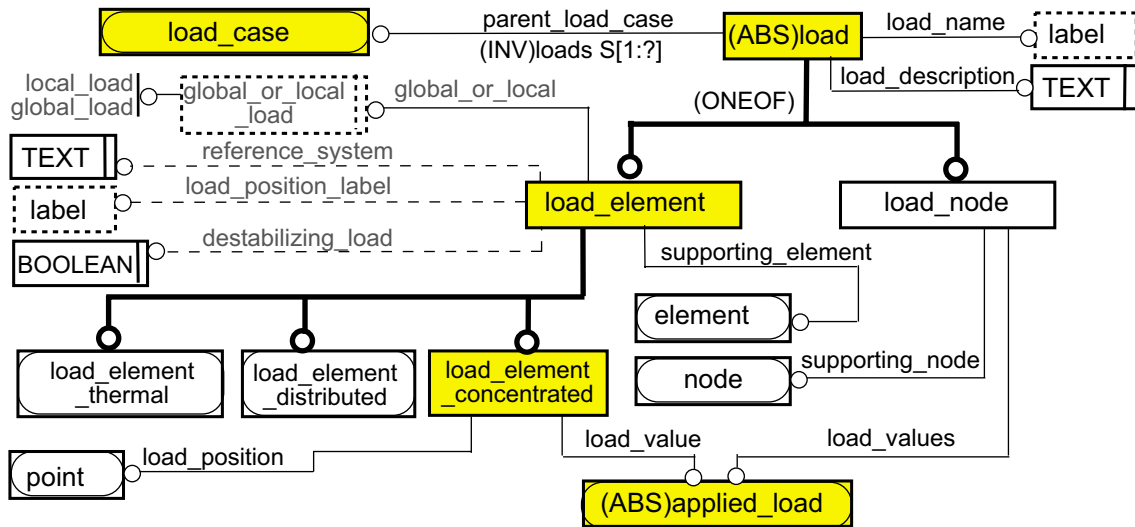 load_case
parent_load_case
(INV)loads S[1:?]
(ABS)load
load_name
label
load_description
TEXT
local_load
global_load
global_or_local
_load
global_or_local
(ONEOF)
TEXT
reference_system
label
load_position_label
BOOLEAN
destabilizing_load
load_element
load_node
supporting_element
element
supporting_node
node
load_element
_thermal
load_element
_distributed
load_element
_concentrated
point
load_position
load_value
load_values
(ABS)applied_load